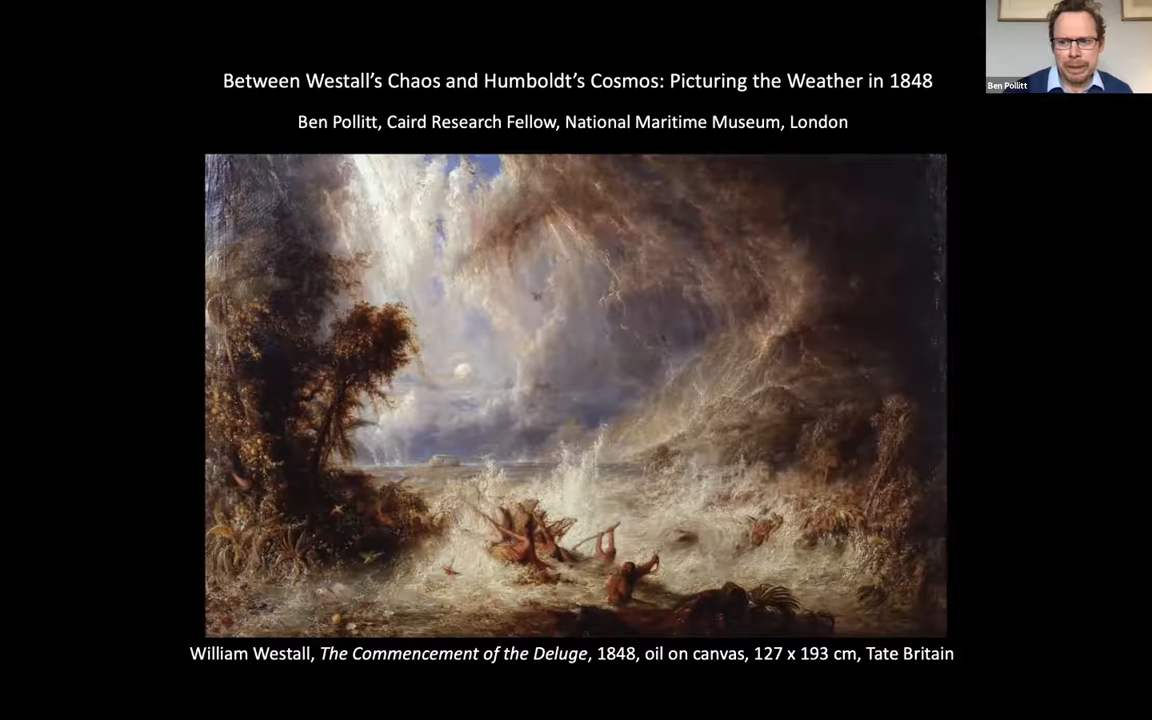 Between Westall’s Chaos and Humboldt’s Cosmos: Picturing the Weather in 1848
Ben Pollitt, Caird Research Fellow, National Maritime Museum, London
Ben Pollitt
William Westall, The Commencement of the Deluge, 1848, oil on canvas, 127 x 193 cm, Tate Britain